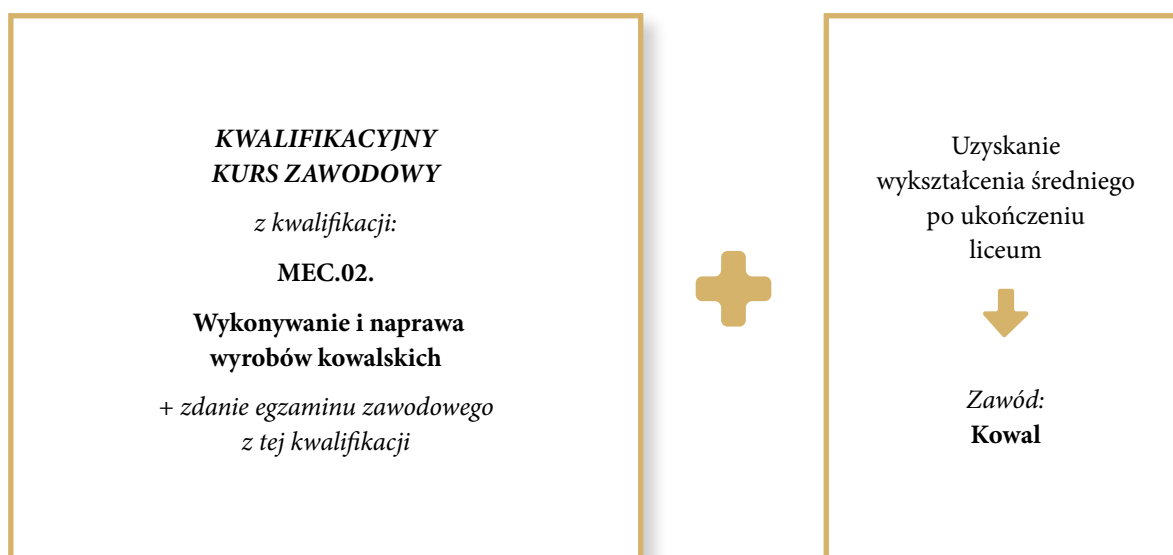 KWALIFIKACYJNY
KURS ZAWODOWY
z kwalifikacji:
MEC.02.
Wykonywanie i naprawa
wyrobów kowalskich
+ zdanie egzaminu zawodowego
z tej kwalifikacji
Uzyskanie
wykształcenia średniego
po ukończeniu
liceum
Zawód:
Kowal